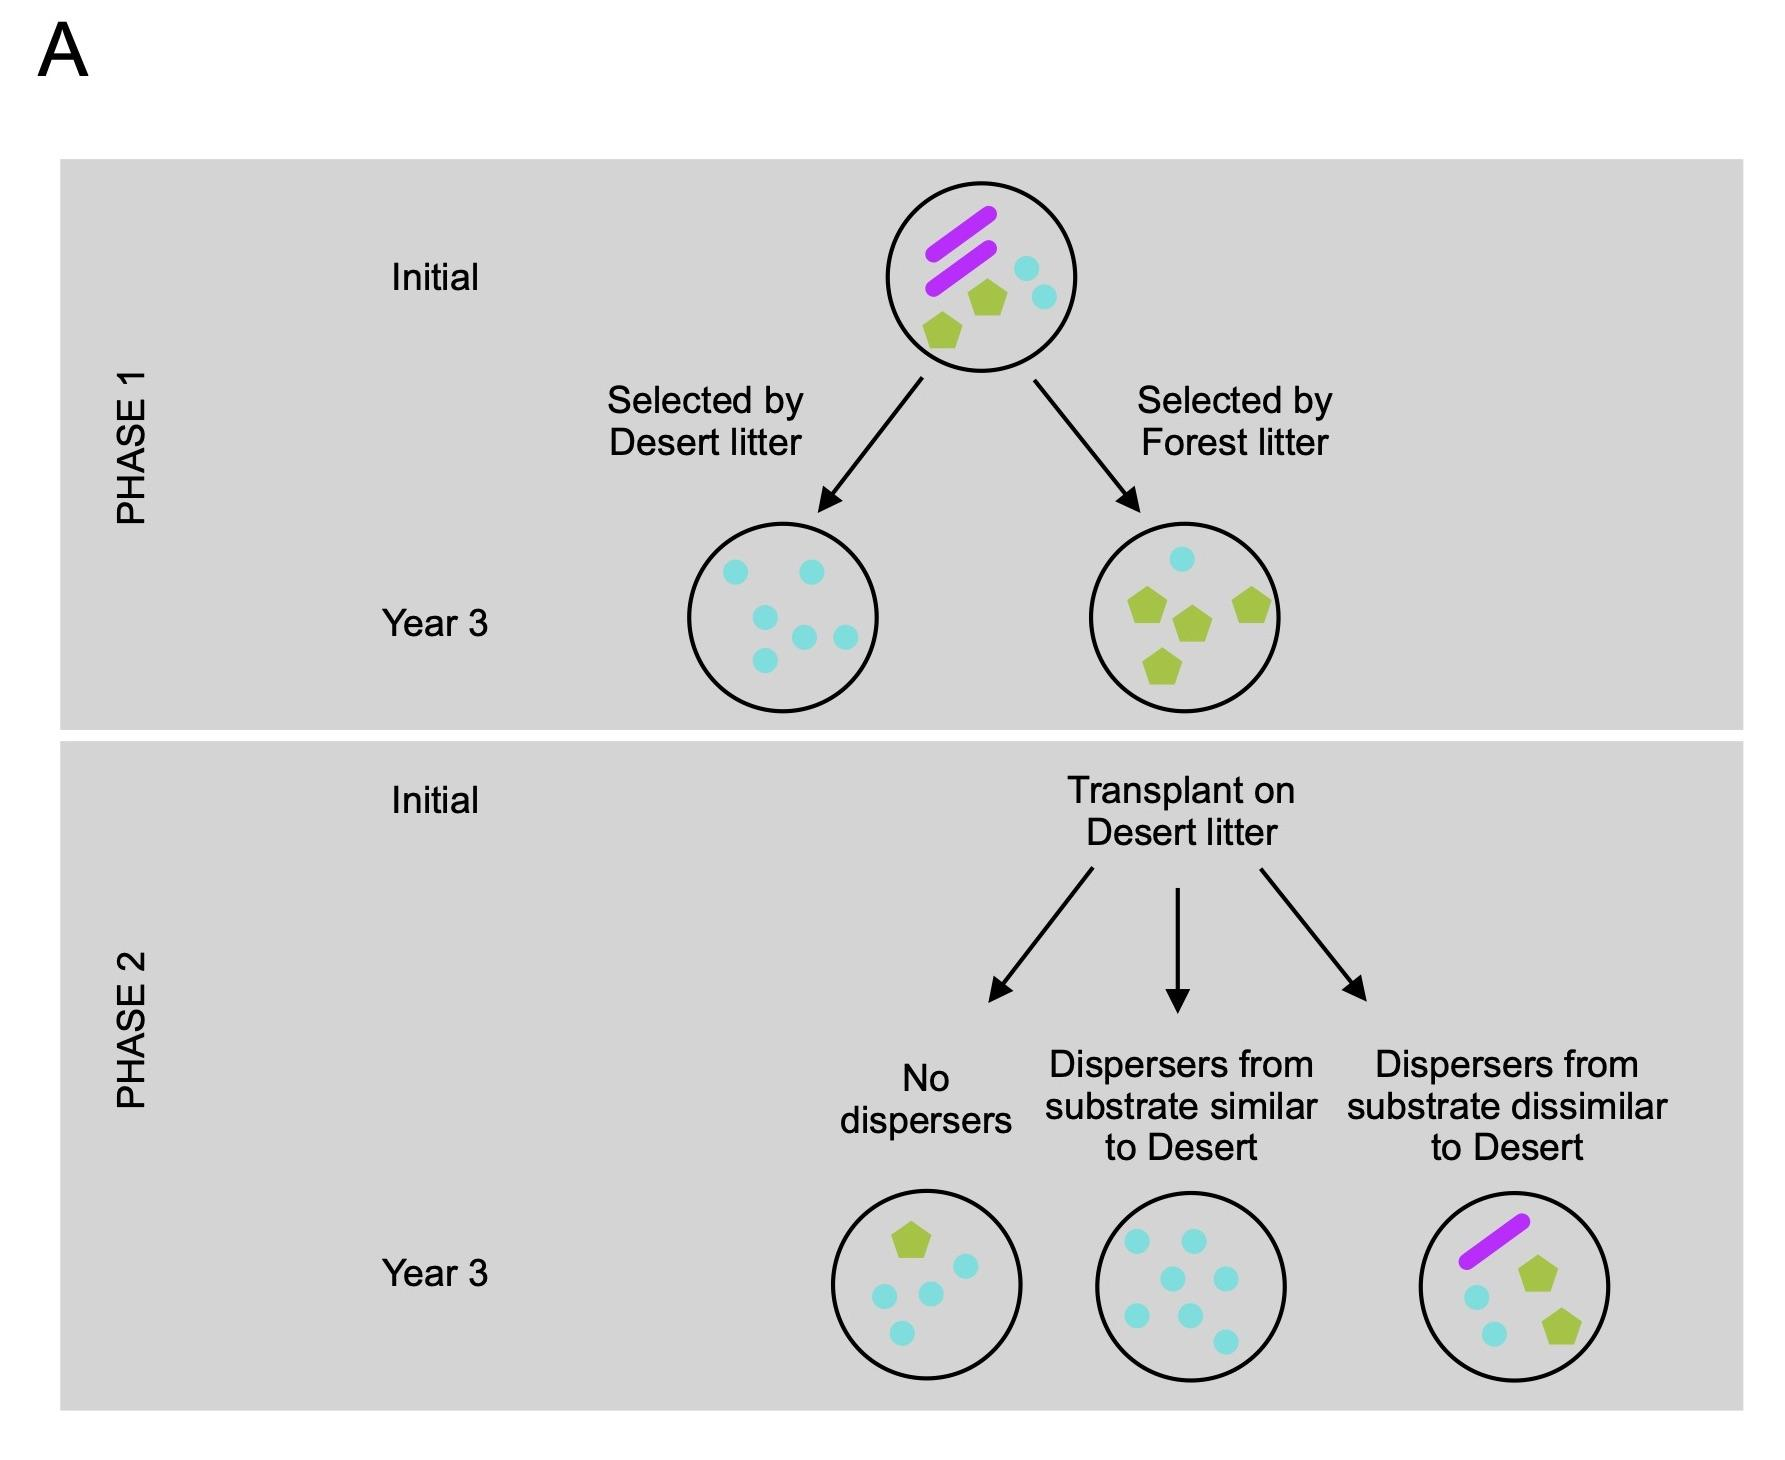 A
PHASE 1
Initial
Selected by
Desert litter
Selected by
Forest litter
Year 3
PHASE 2
Initial
Transplant on
Desert litter
No
dispersers
Dispersers from
substrate similar
to Desert
Dispersers from
substrate dissimilar
to Desert
Year 3